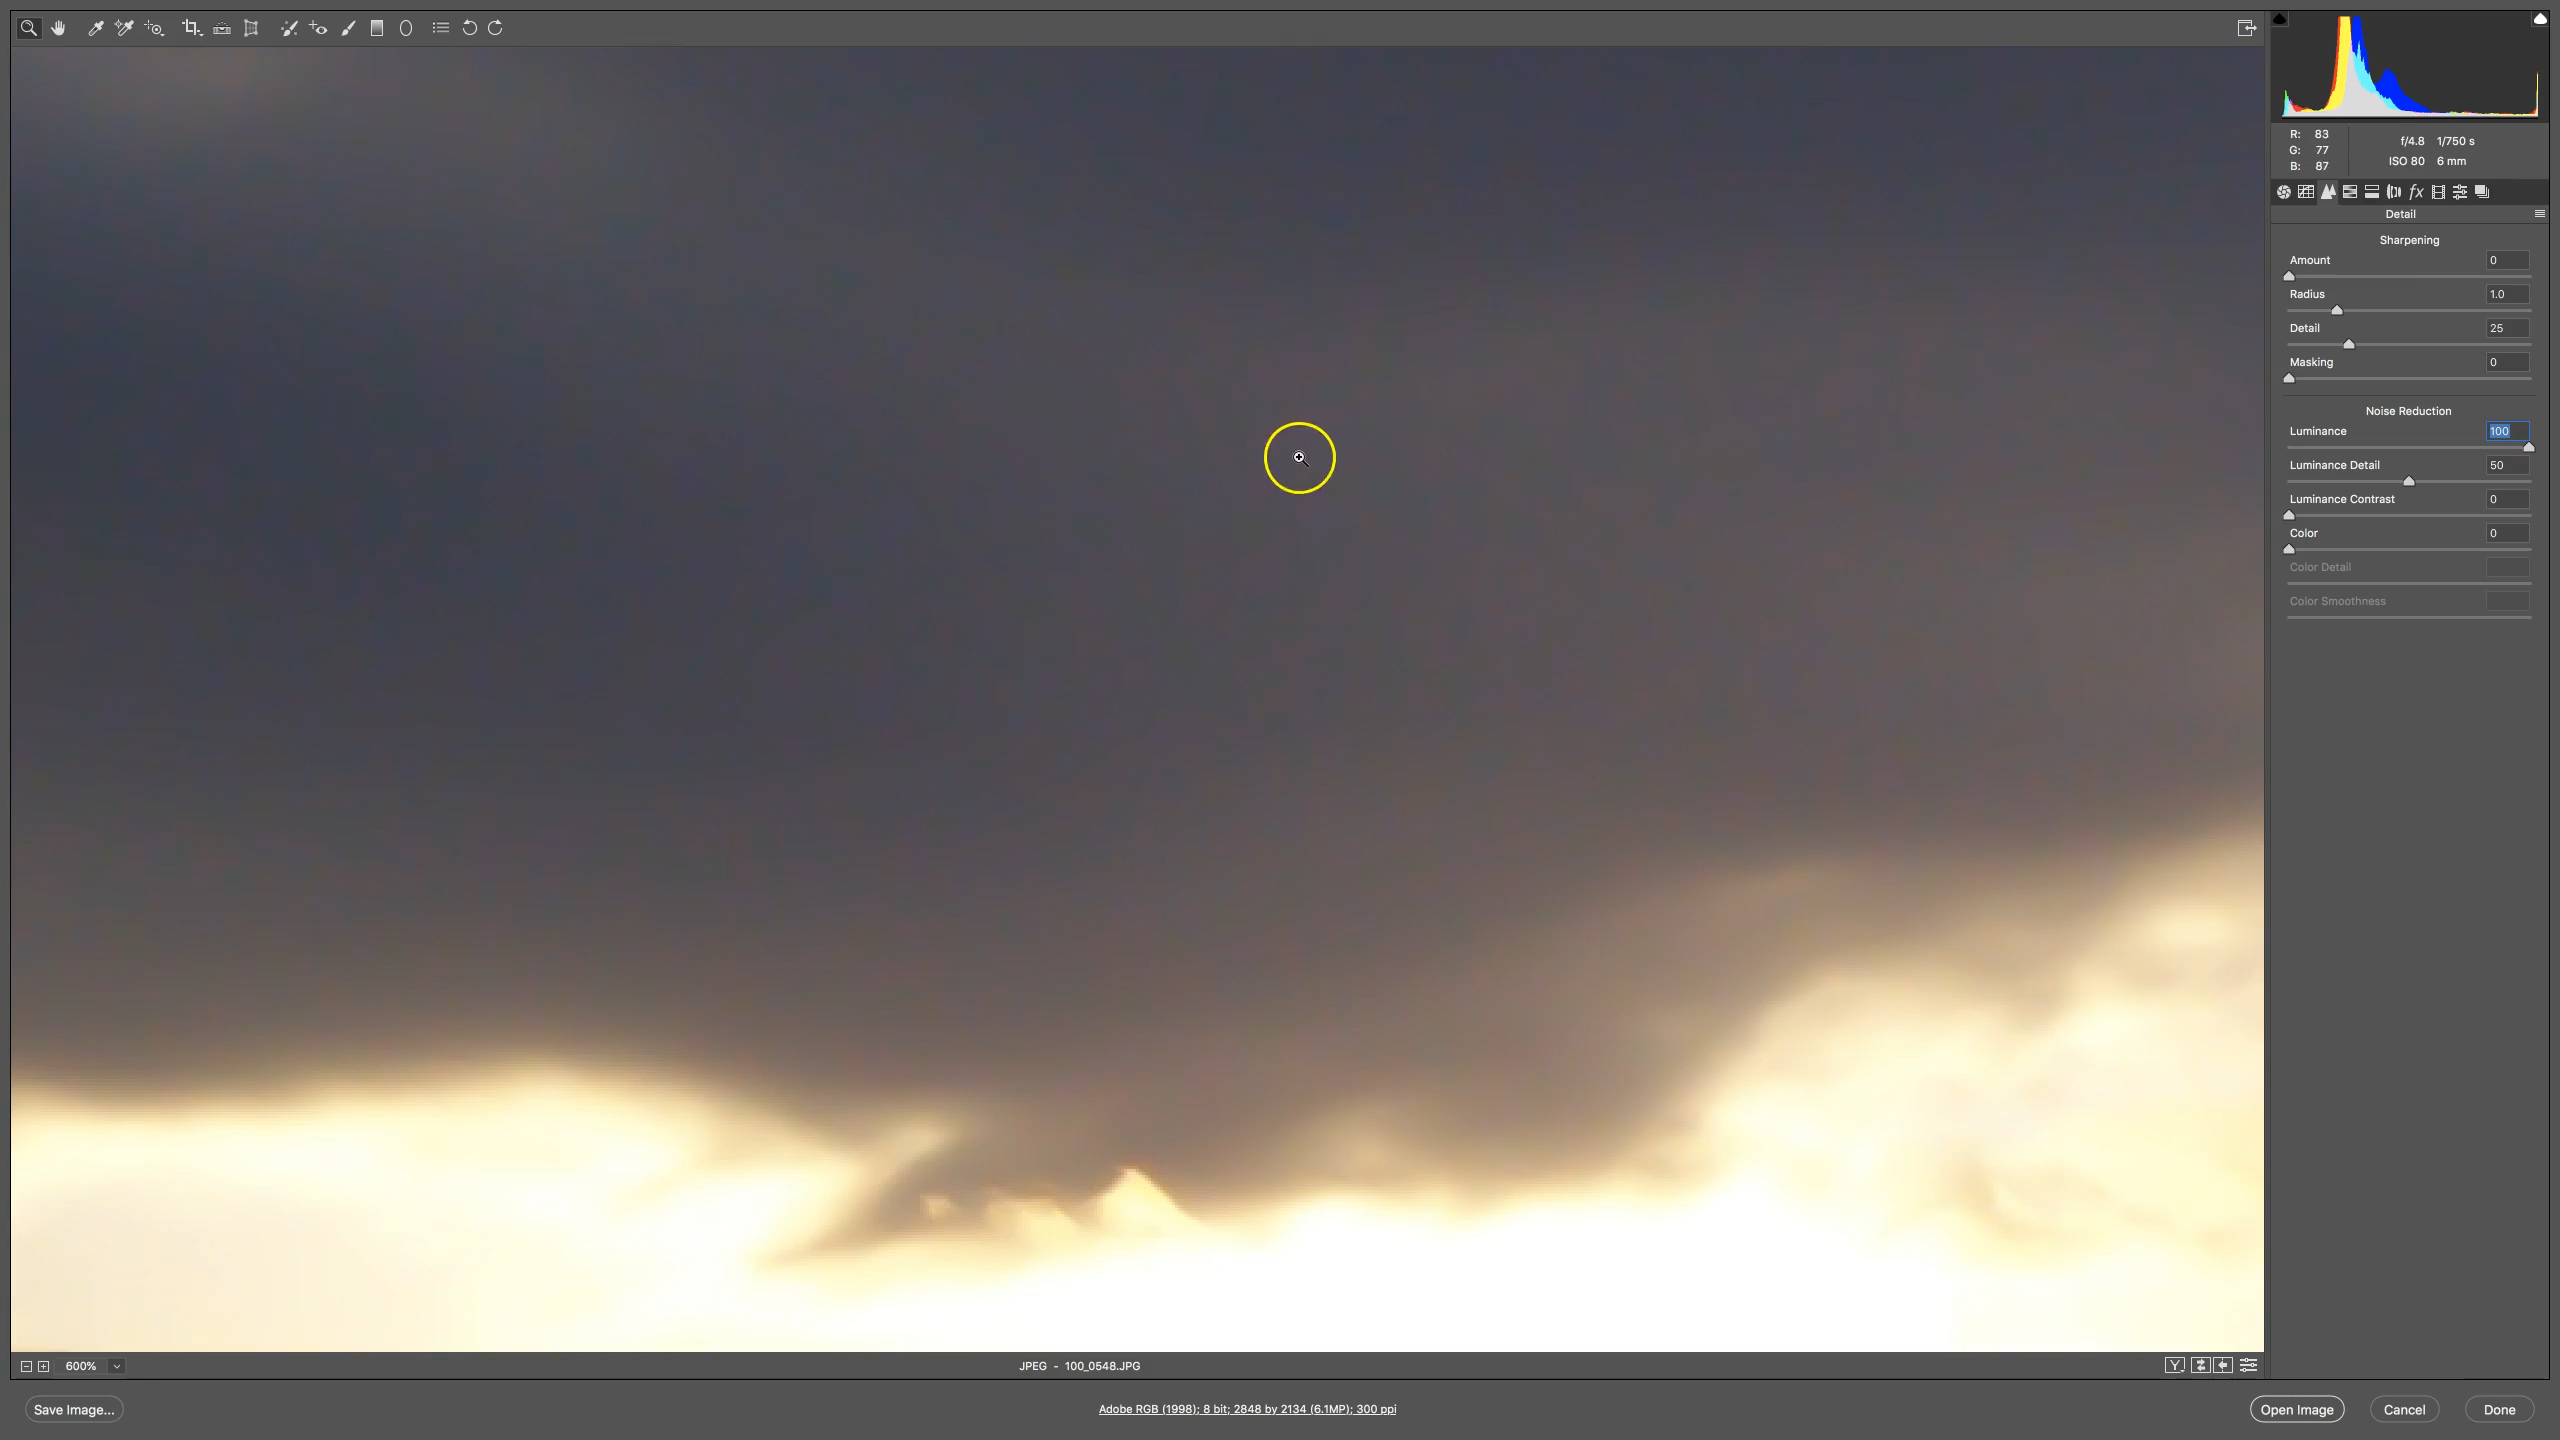 R: 83
G: 77
B: 87
f/4.8 1/750 s
ISO 80 6 mm
fx
Detail
Sharpening
Amount 0
Radius 1.0
Detail 25
Masking 0
Noise Reduction
Luminance 100
Luminance Detail 50
Luminance Contrast 0
Color 0
Color Detail
Color Smoothness
600%
JPEG - 100_0548.JPG
Y
Save Image...
Adobe RGB (1998); 8 bit; 2848 by 2134 (6.1MP); 300 ppi
Open Image
Cancel
Done